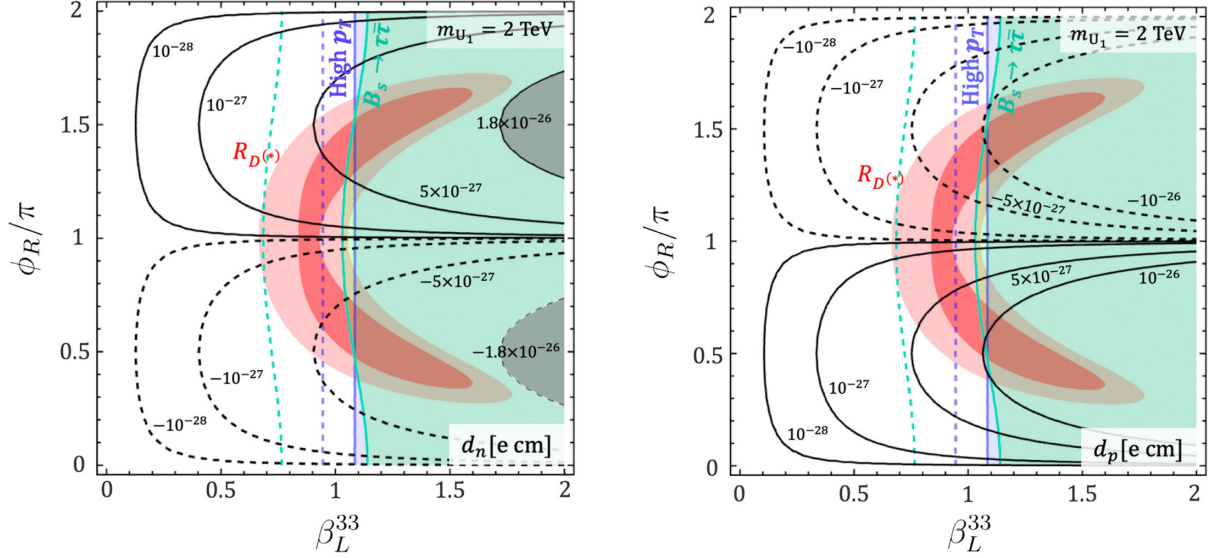 2
1.5
1
0.5
0
ϕ_R/π
m_{U_1} = 2 TeV
10^{-28}
10^{-27}
High p_T
B_s → ττ̄
1.8×10^{-26}
R_{D^{(*)}}
5×10^{-27}
−5×10^{-27}
−1.8×10^{-26}
−10^{-27}
−10^{-28}
d_n[e cm]
0 0.5 1 1.5 2
β_L^{33}
2
1.5
1
0.5
0
ϕ_R/π
m_{U_1} = 2 TeV
−10^{-28}
−10^{-27}
High p_T
B_s → ττ̄
R_{D^{(*)}}
−5×10^{-27}
−10^{-26}
5×10^{-27}
10^{-26}
10^{-27}
10^{-28}
d_p[e cm]
0 0.5 1 1.5 2
β_L^{33}